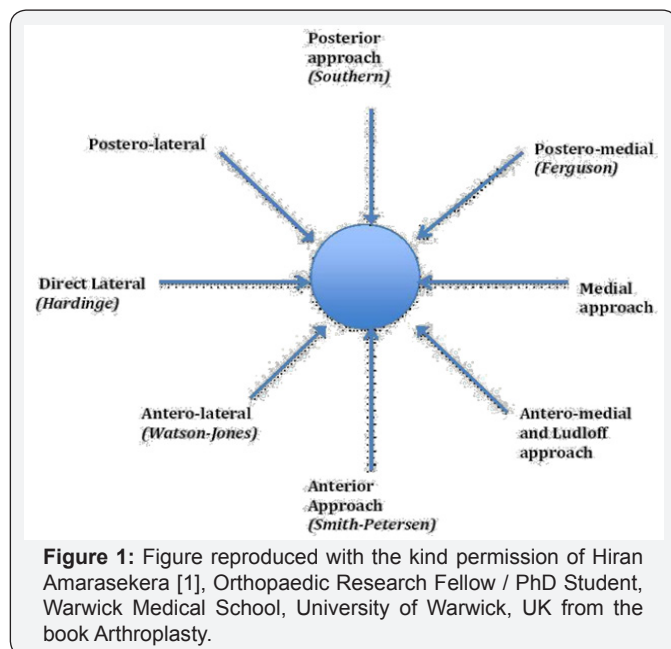 Posterior
approach
(Southern)
Postero-lateral
Postero-medial
(Ferguson)
Direct Lateral
(Hardinge)
Medial
approach
Antero-lateral
(Watson-Jones)
Antero-medial
and Ludloff
approach
Anterior
Approach
(Smith-Petersen)
Figure 1: Figure reproduced with the kind permission of Hiran
Amarasekera [1], Orthopaedic Research Fellow / PhD Student,
Warwick Medical School, University of Warwick, UK from the
book Arthroplasty.